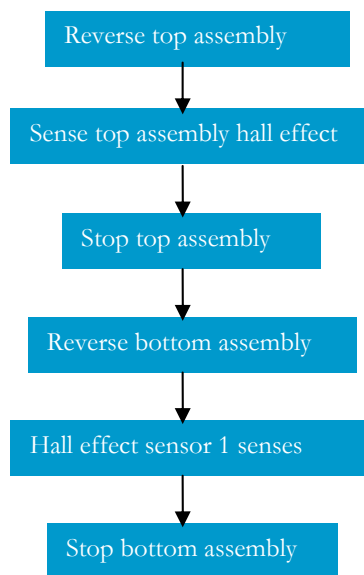 Reverse top assembly
Sense top assembly hall effect
Stop top assembly
Reverse bottom assembly
Hall effect sensor 1 senses
Stop bottom assembly